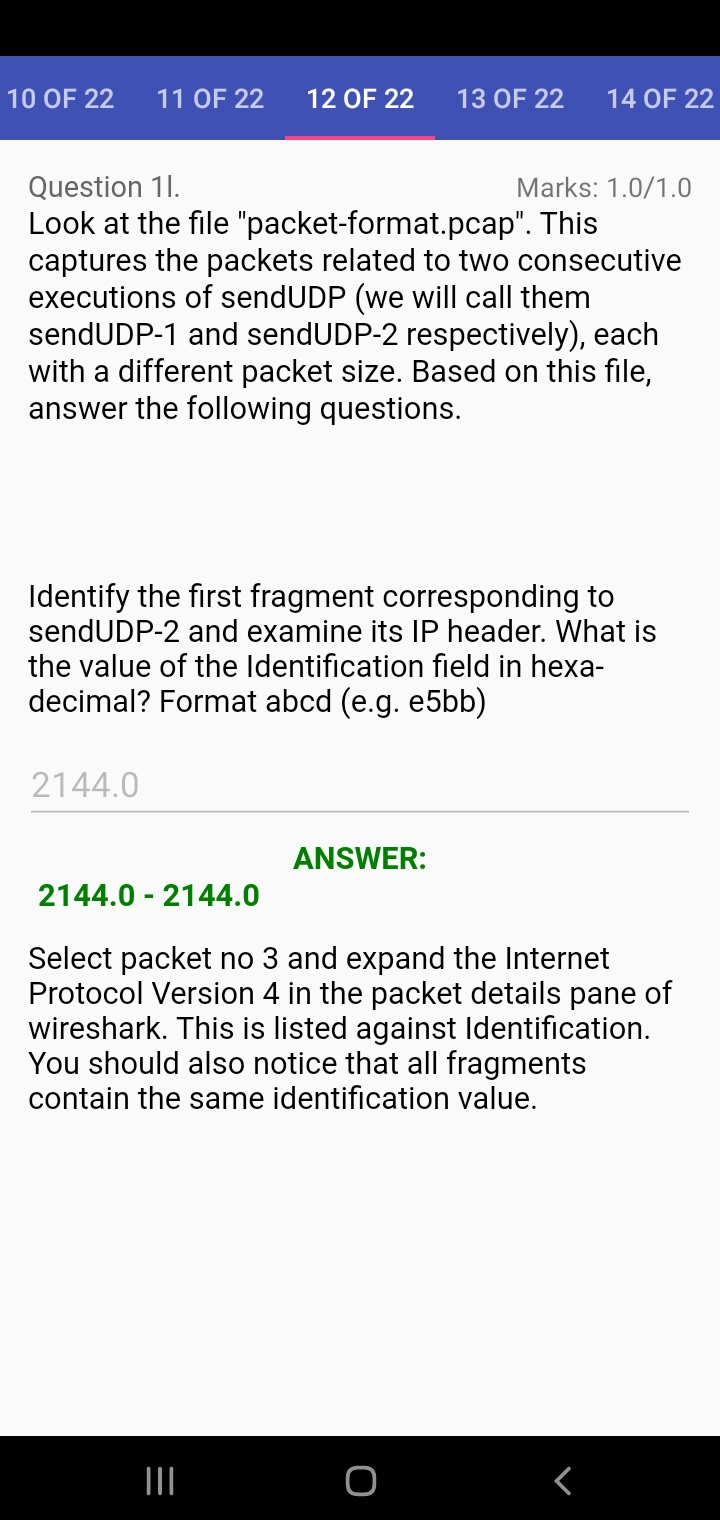 10 OF 22 11 OF 22 12 OF 22 13 OF 22 14 OF 22
Question 1l. Marks: 1.0/1.0
Look at the file "packet-format.pcap". This
captures the packets related to two consecutive
executions of sendUDP (we will call them
sendUDP-1 and sendUDP-2 respectively), each
with a different packet size. Based on this file,
answer the following questions.
Identify the first fragment corresponding to
sendUDP-2 and examine its IP header. What is
the value of the Identification field in hexa-
decimal? Format abcd (e.g. e5bb)
2144.0
ANSWER:
2144.0 - 2144.0
Select packet no 3 and expand the Internet
Protocol Version 4 in the packet details pane of
wireshark. This is listed against Identification.
You should also notice that all fragments
contain the same identification value.